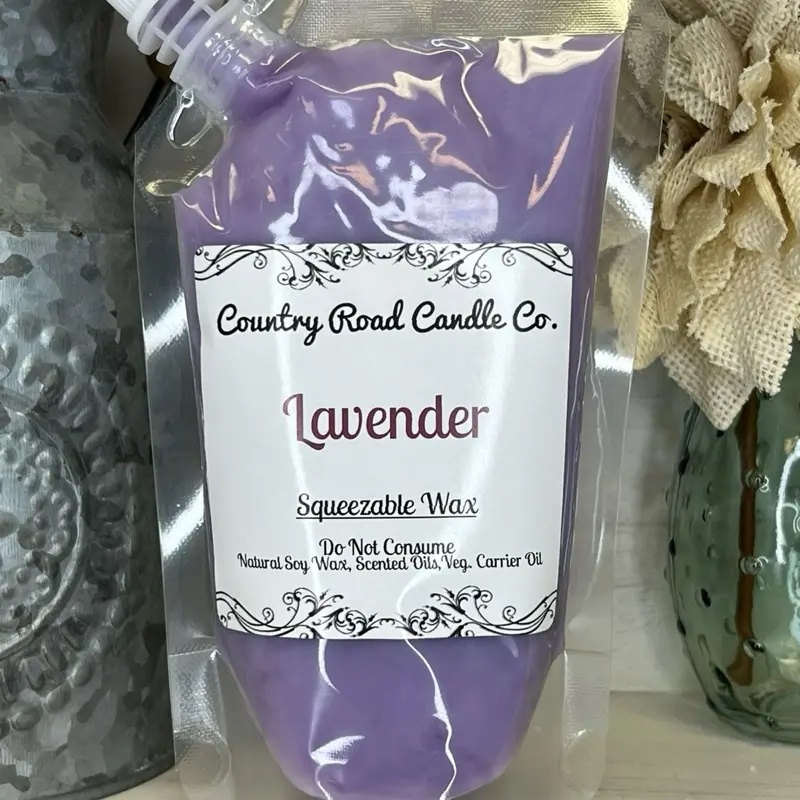 Country Road Candle Co.
Lavender
Squeezable Wax
Do Not Consume
Natural Soy Wax, Scented Oils,Veg. Carrier Oil